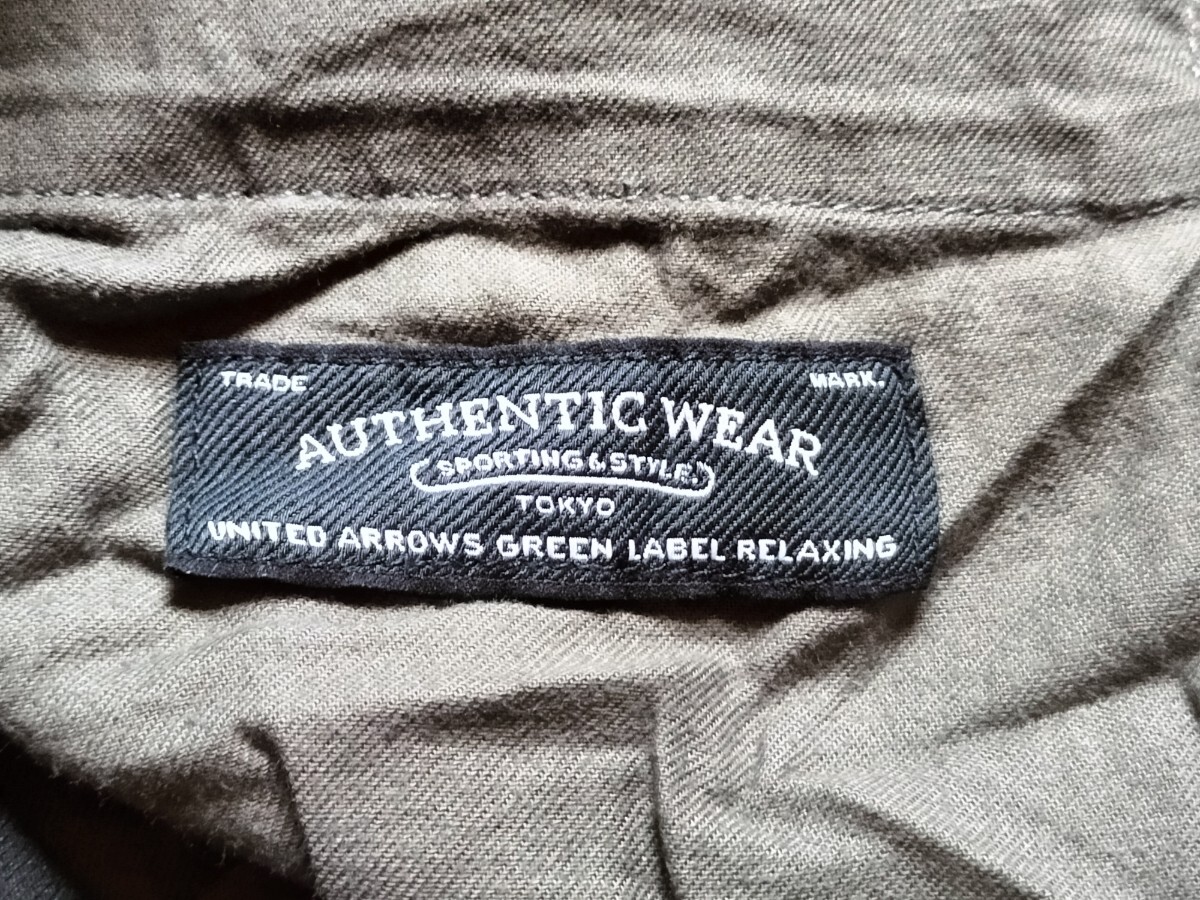 TRADE MARK.
AUTHENTIC WEAR
SPORTING & STYLE.
TOKYO
UNITED ARROWS GREEN LABEL RELAXING